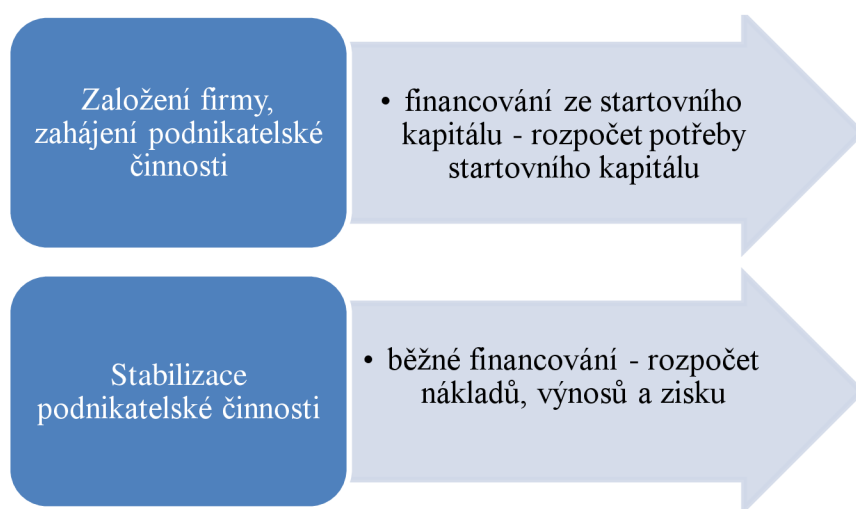 Založení firmy,
zahájení podnikatelské
činnosti
• financování ze startovního
kapitálu - rozpočet potřeby
startovního kapitálu
Stabilizace
podnikatelské činnosti
• běžné financování - rozpočet
nákladů, výnosů a zisku